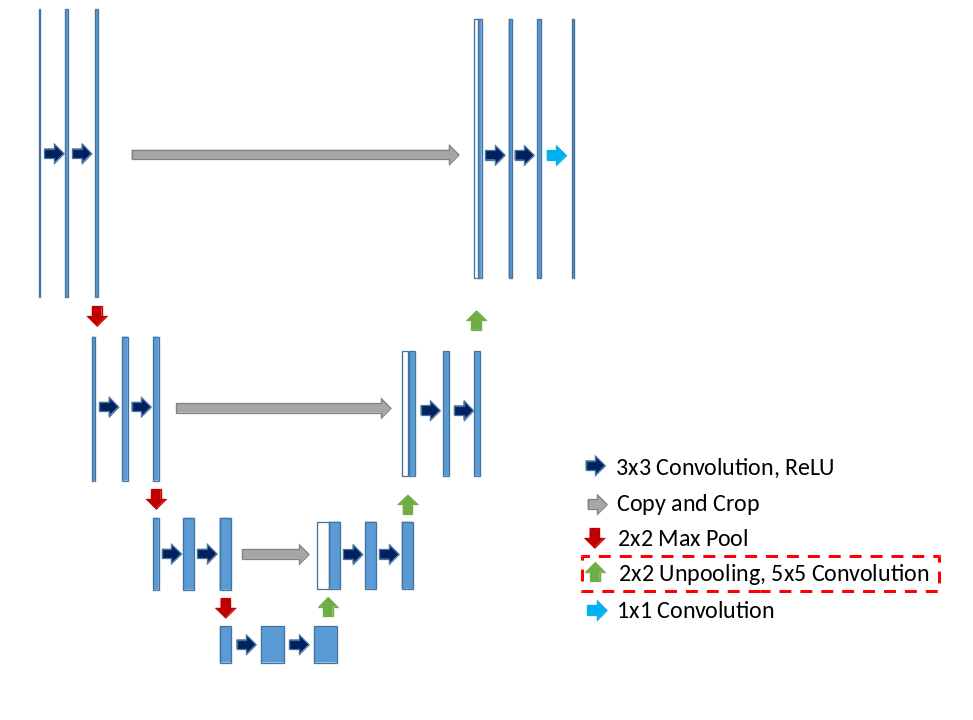 3x3 Convolution, ReLU
Copy and Crop
2x2 Max Pool
2x2 Unpooling, 5x5 Convolution
1x1 Convolution